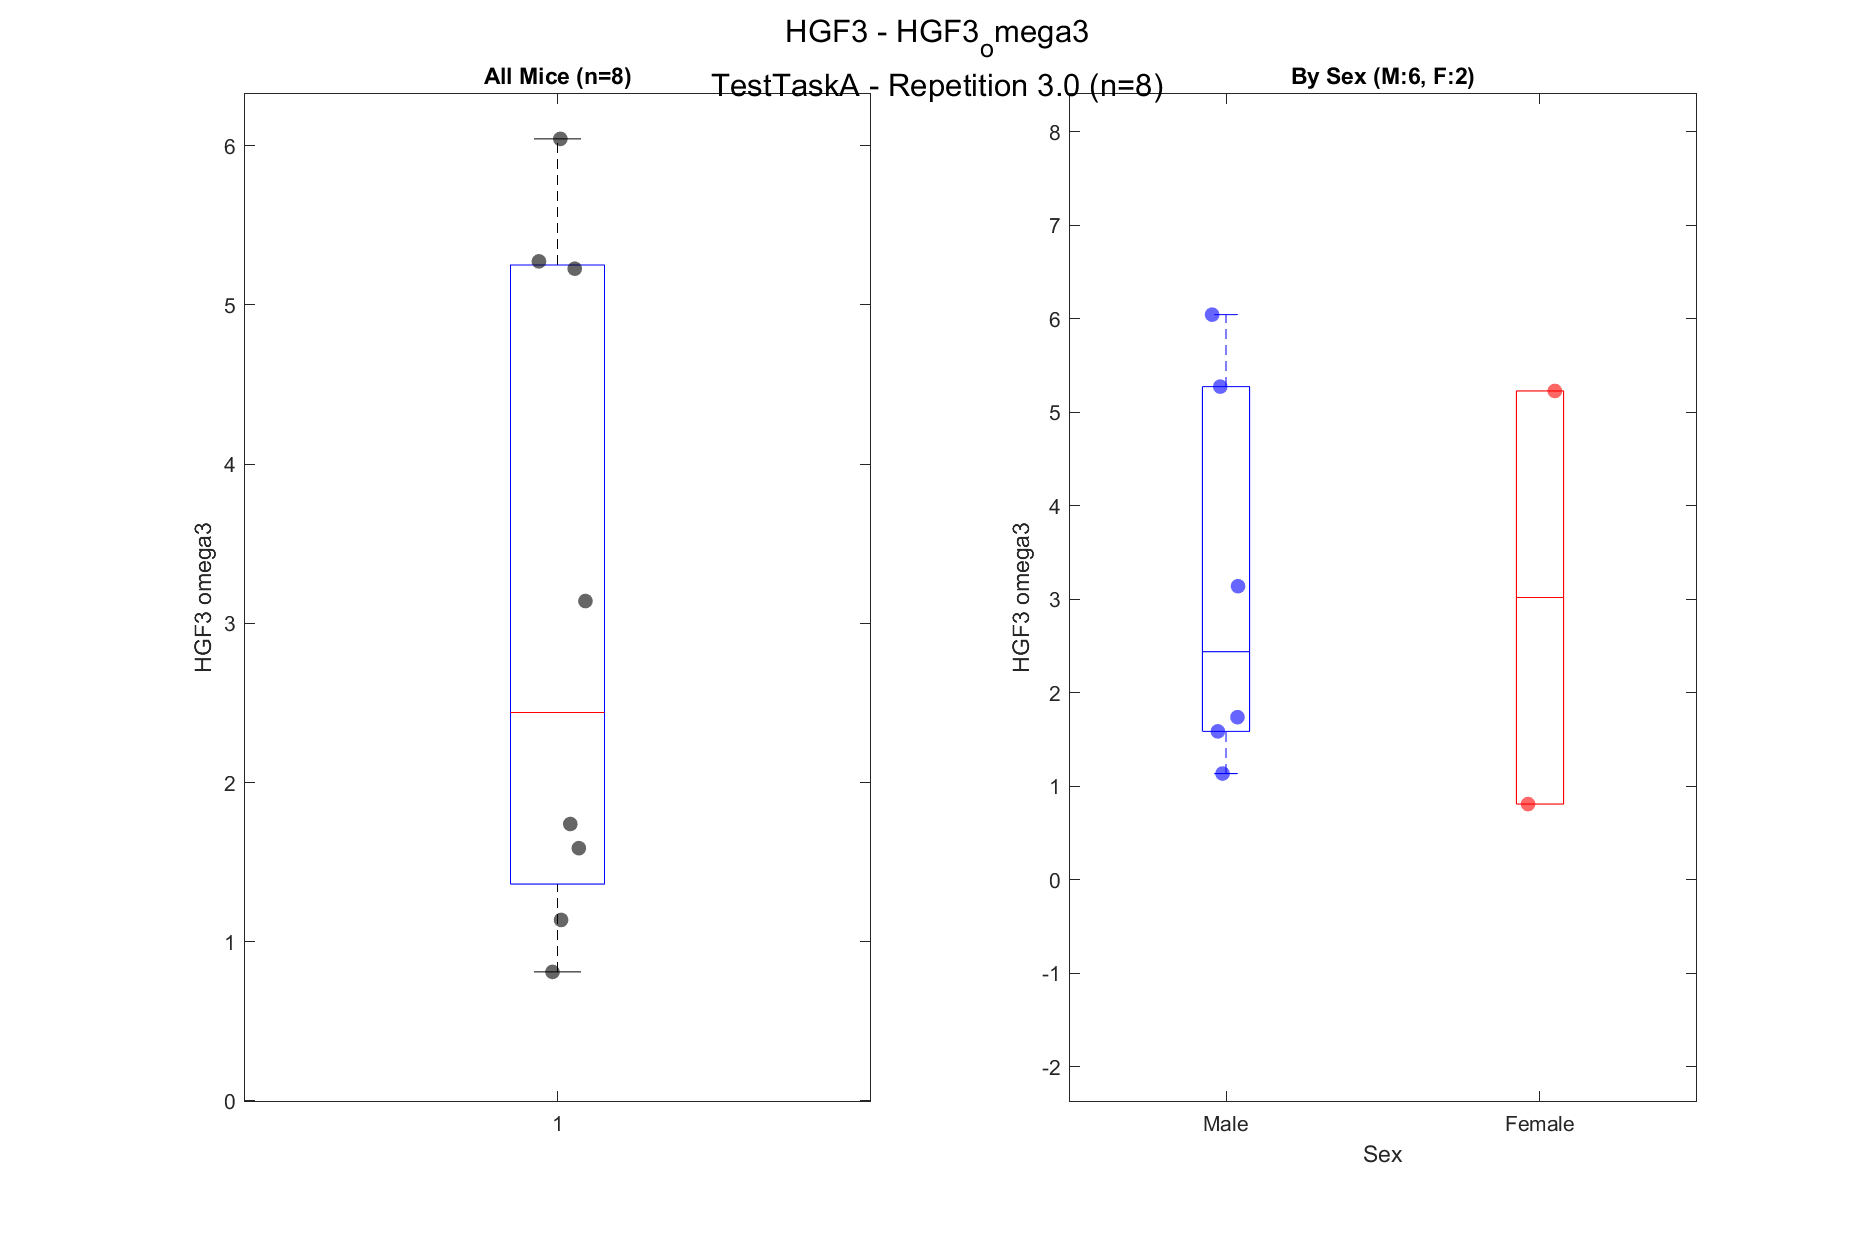 HGF3 - HGF3omega3
TestTaskA - Repetition 3.0 (n=8)
All Mice (n=8)
HGF3 omega3
6
5
4
3
2
1
0
1
By Sex (M:6, F:2)
HGF3 omega3
8
7
6
5
4
3
2
1
0
-1
-2
Male Female
Sex